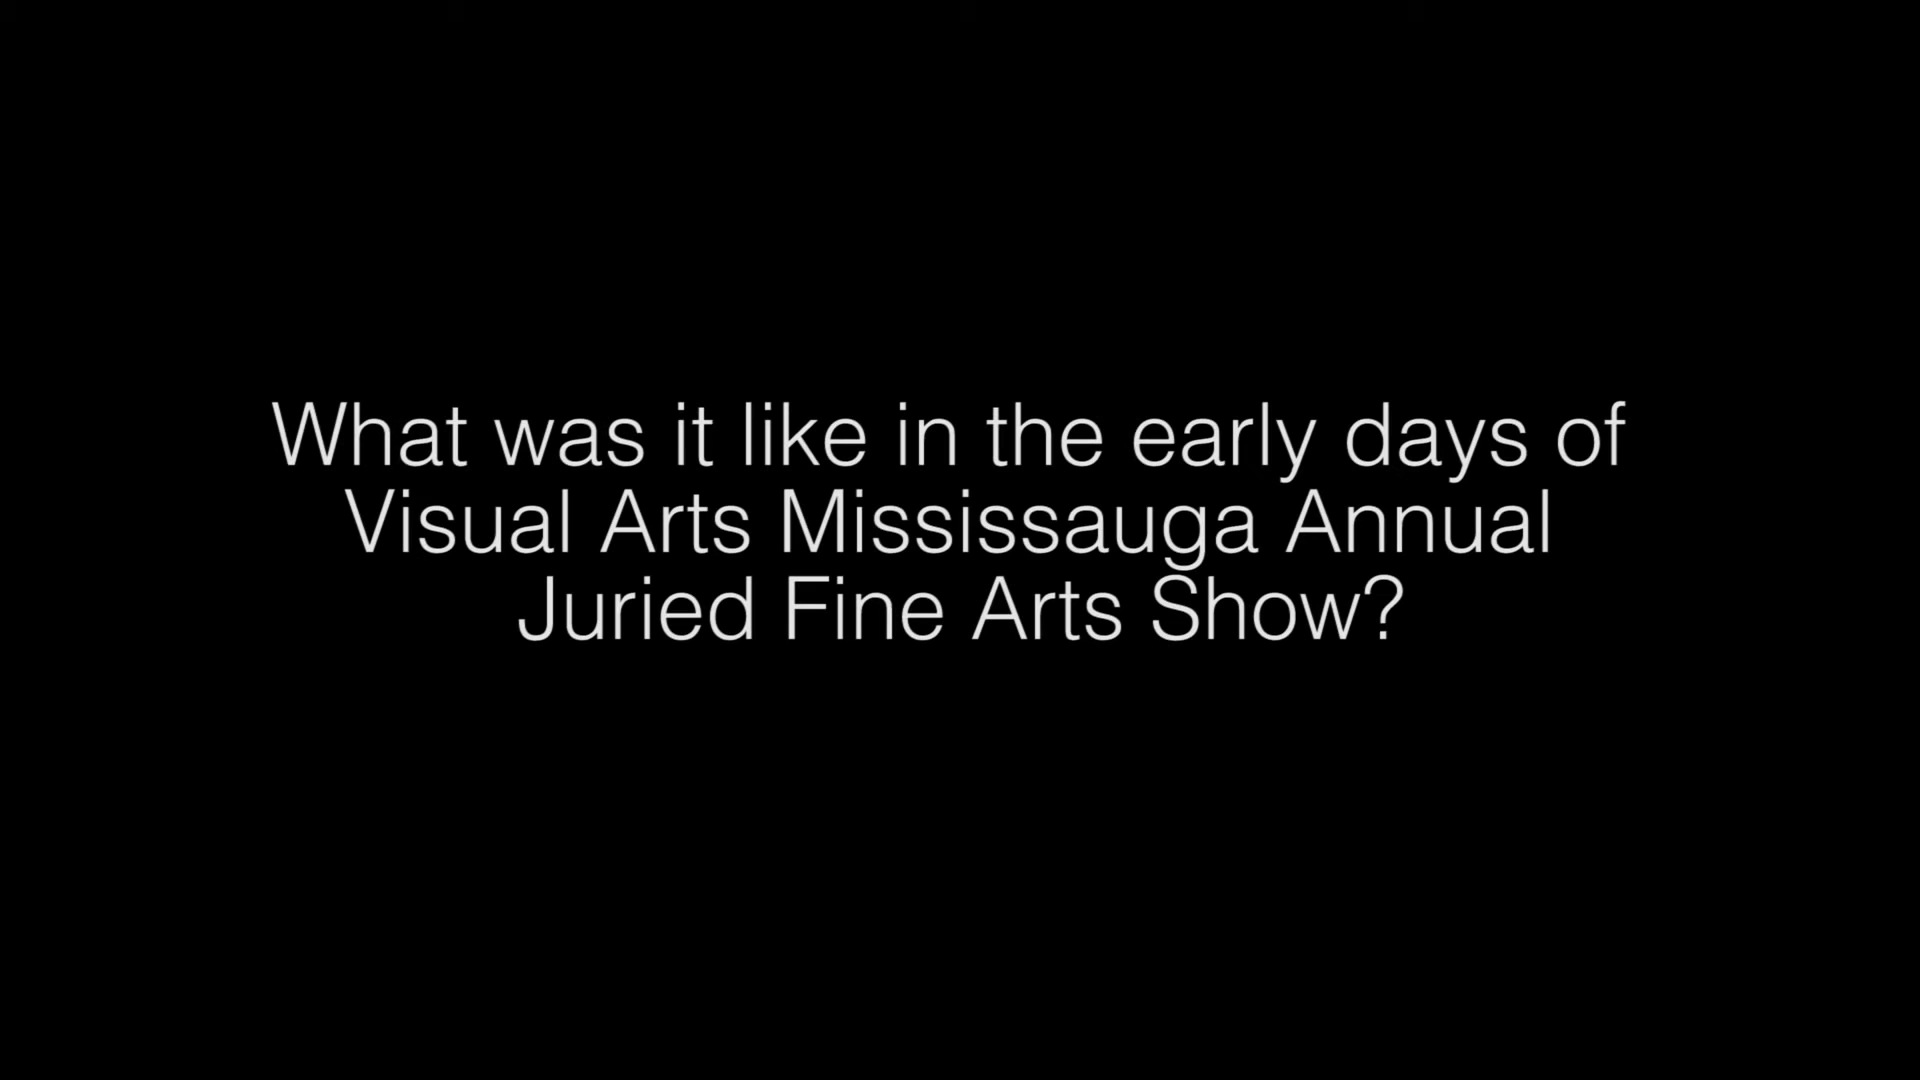 What was it like in the early days of
Visual Arts Mississauga Annual
Juried Fine Arts Show?